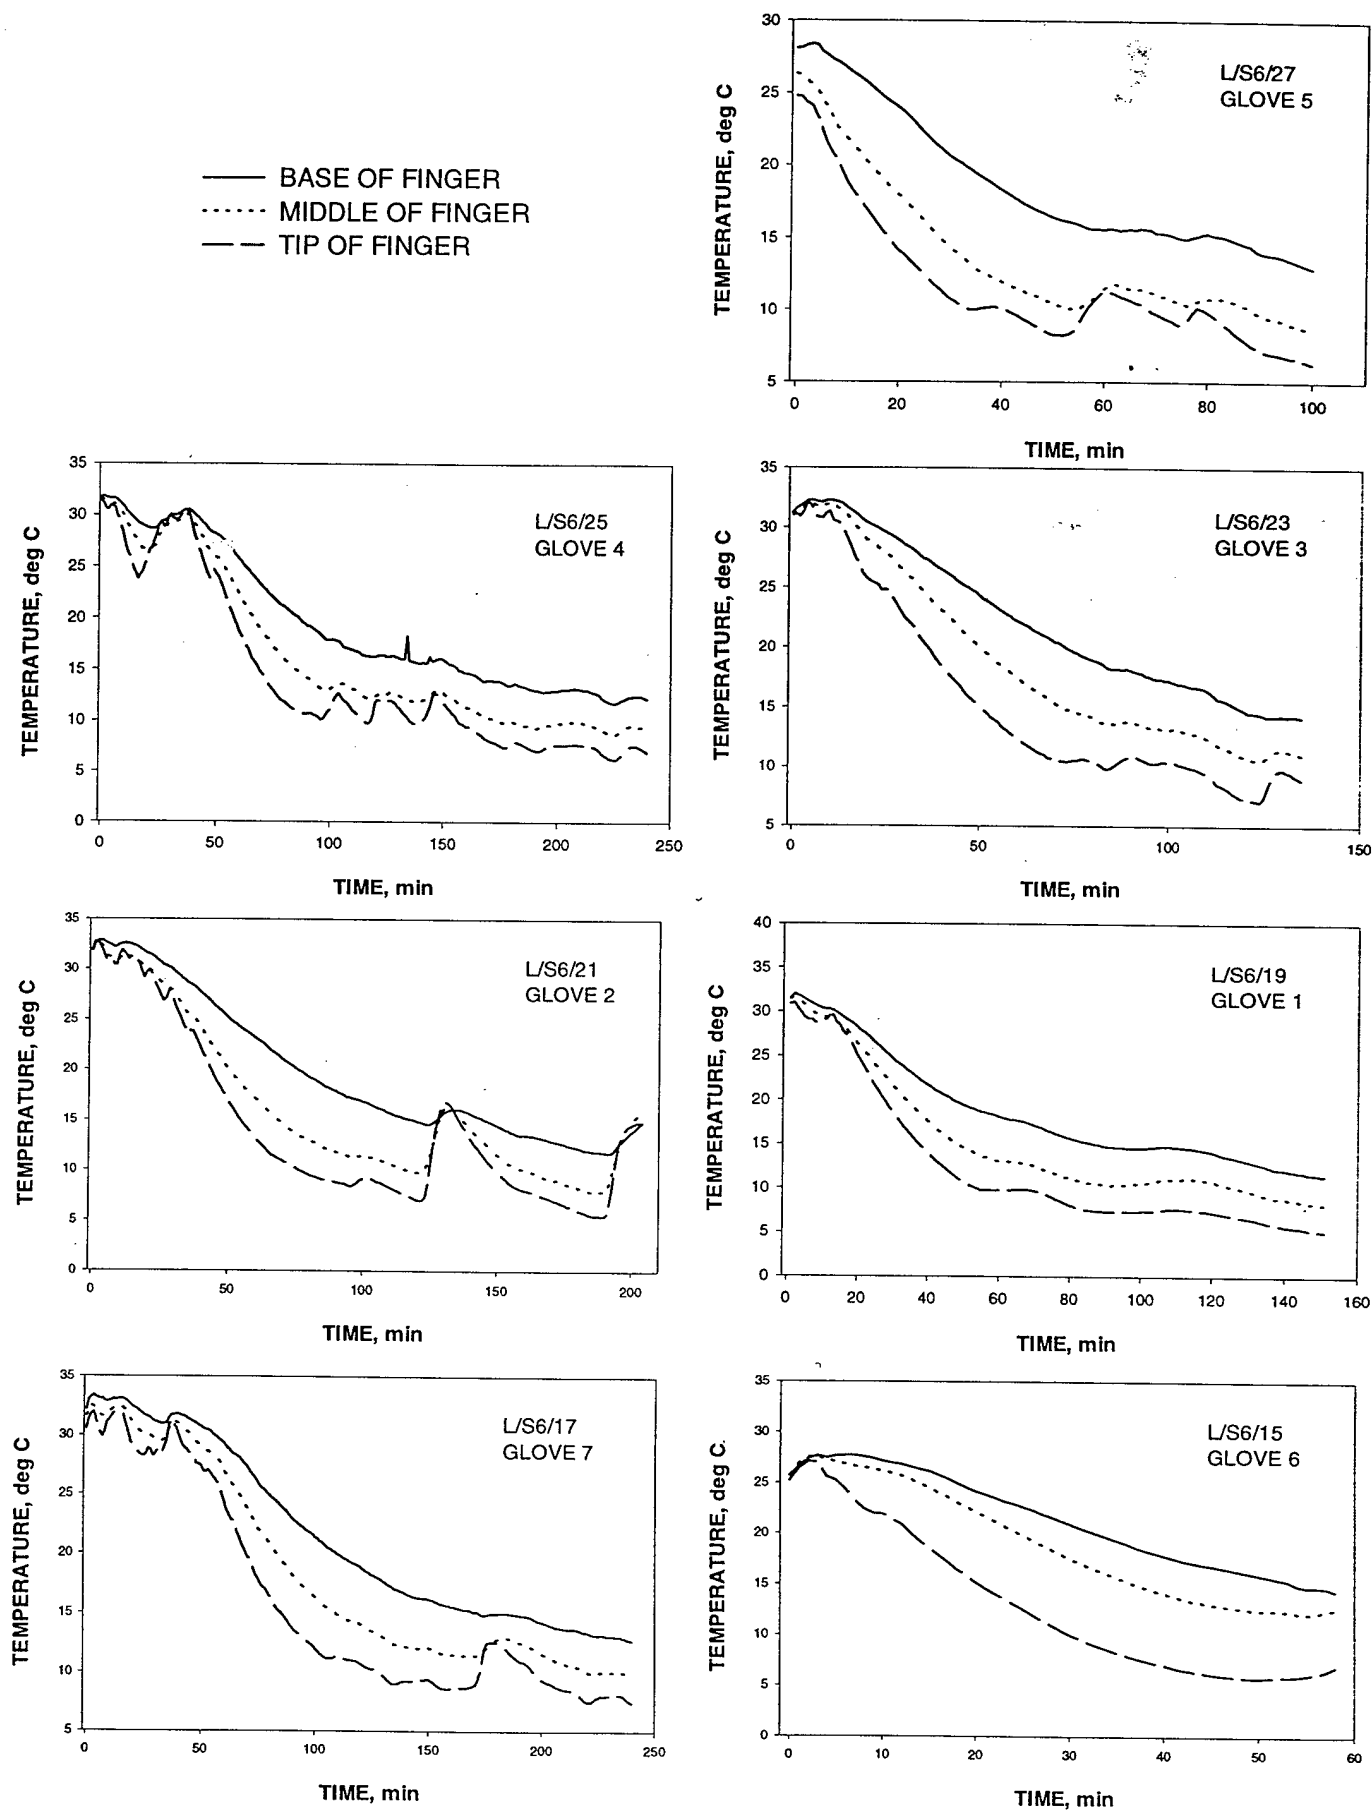 BASE OF FINGER
MIDDLE OF FINGER
TIP OF FINGER
TEMPERATURE, deg C
30
25
20
15
10
5
L/S6/27
GLOVE 5
0 20 40 60 80 100
TIME, min
TEMPERATURE, deg C
35
30
25
20
15
10
5
0
L/S6/25
GLOVE 4
0 50 100 150 200 250
TIME, min
TEMPERATURE, deg C
35
30
25
20
15
10
5
L/S6/23
GLOVE 3
0 50 100 150
TIME, min
TEMPERATURE, deg C
35
30
25
20
15
10
5
0
L/S6/21
GLOVE 2
0 50 100 150 200
TIME, min
TEMPERATURE, deg C
40
35
30
25
20
15
10
5
0
L/S6/19
GLOVE 1
0 20 40 60 80 100 120 140 160
TIME, min
TEMPERATURE, deg C
35
30
25
20
15
10
5
L/S6/17
GLOVE 7
0 50 100 150 200 250
TIME, min
TEMPERATURE, deg C.
35
30
25
20
15
10
5
0
L/S6/15
GLOVE 6
0 10 20 30 40 50 60
TIME, min